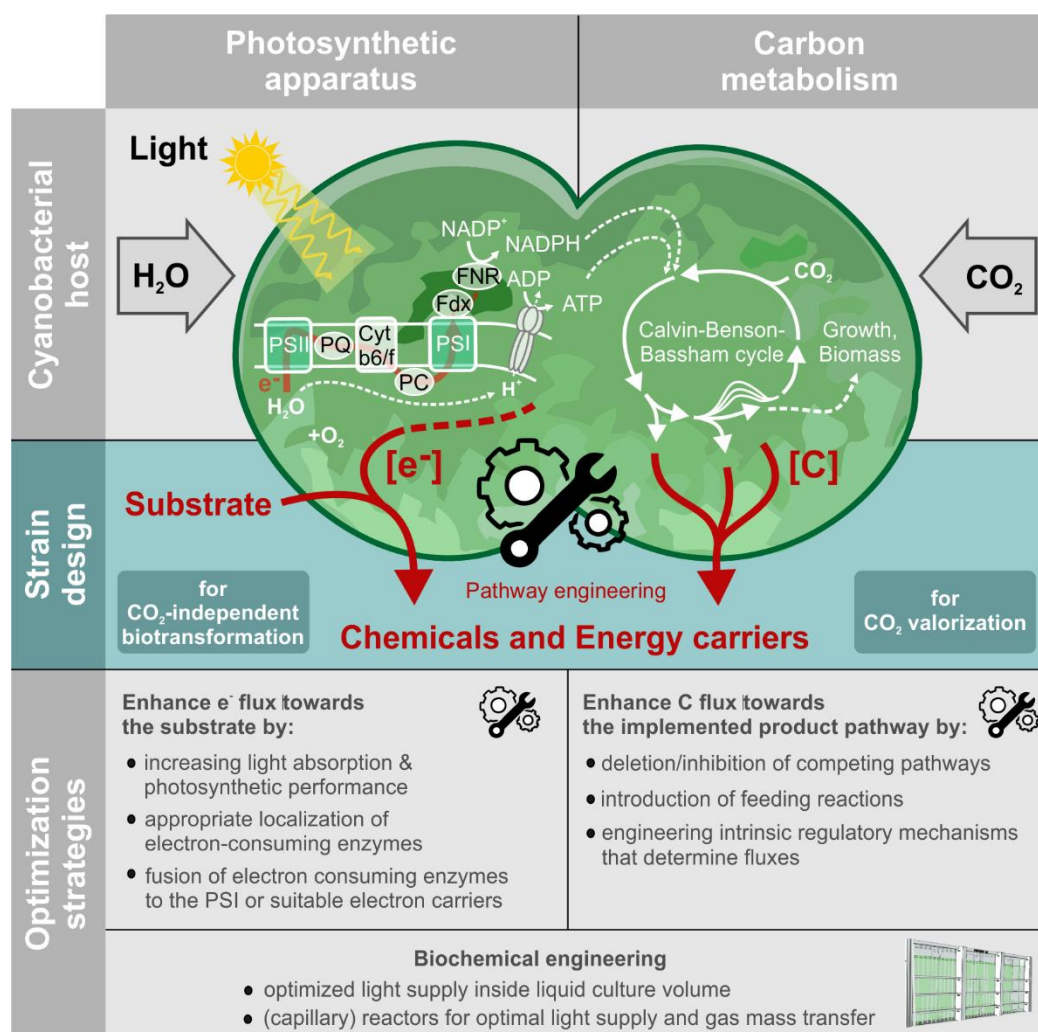 Photosynthetic
apparatus
Carbon
metabolism
Cyanobacterial
host
Light
H₂O
CO₂
NADP⁺
NADPH
FNR
ADP
ATP
Fdx
PSII
PQ
Cyt
b6/f
PSI
PC
e⁻
H₂O
H⁺
+O₂
CO₂
Calvin-Benson-
Bassham cycle
Growth,
Biomass
Strain
design
[e⁻]
[C]
Substrate
Pathway engineering
for
CO₂-independent
biotransformation
Chemicals and Energy carriers
for
CO₂ valorization
Optimization
strategies
Enhance e⁻ flux towards
the substrate by:
• increasing light absorption &
photosynthetic performance
• appropriate localization of
electron-consuming enzymes
• fusion of electron consuming enzymes
to the PSI or suitable electron carriers
Enhance C flux towards
the implemented product pathway by:
• deletion/inhibition of competing pathways
• introduction of feeding reactions
• engineering intrinsic regulatory mechanisms
that determine fluxes
Biochemical engineering
• optimized light supply inside liquid culture volume
• (capillary) reactors for optimal light supply and gas mass transfer